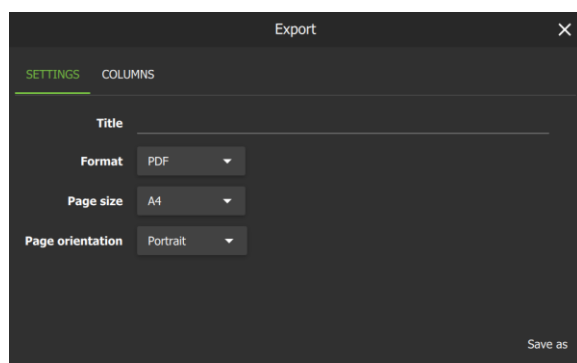 Export
SETTINGS COLUMNS
Title
Format PDF
Page size A4
Page orientation Portrait
Save as